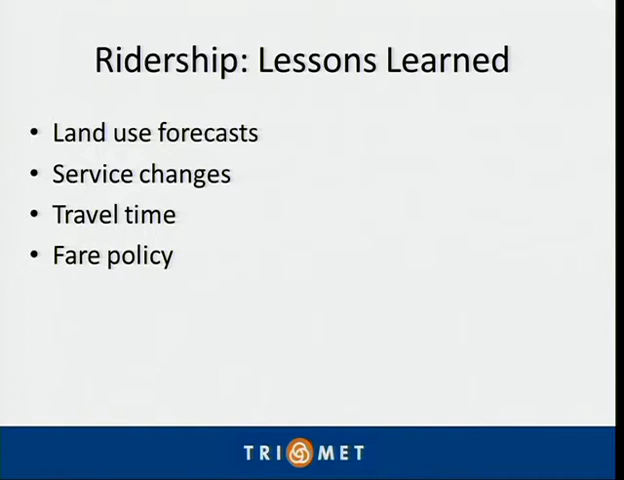 Ridership: Lessons Learned
• Land use forecasts
• Service changes
• Travel time
• Fare policy
TRI MET